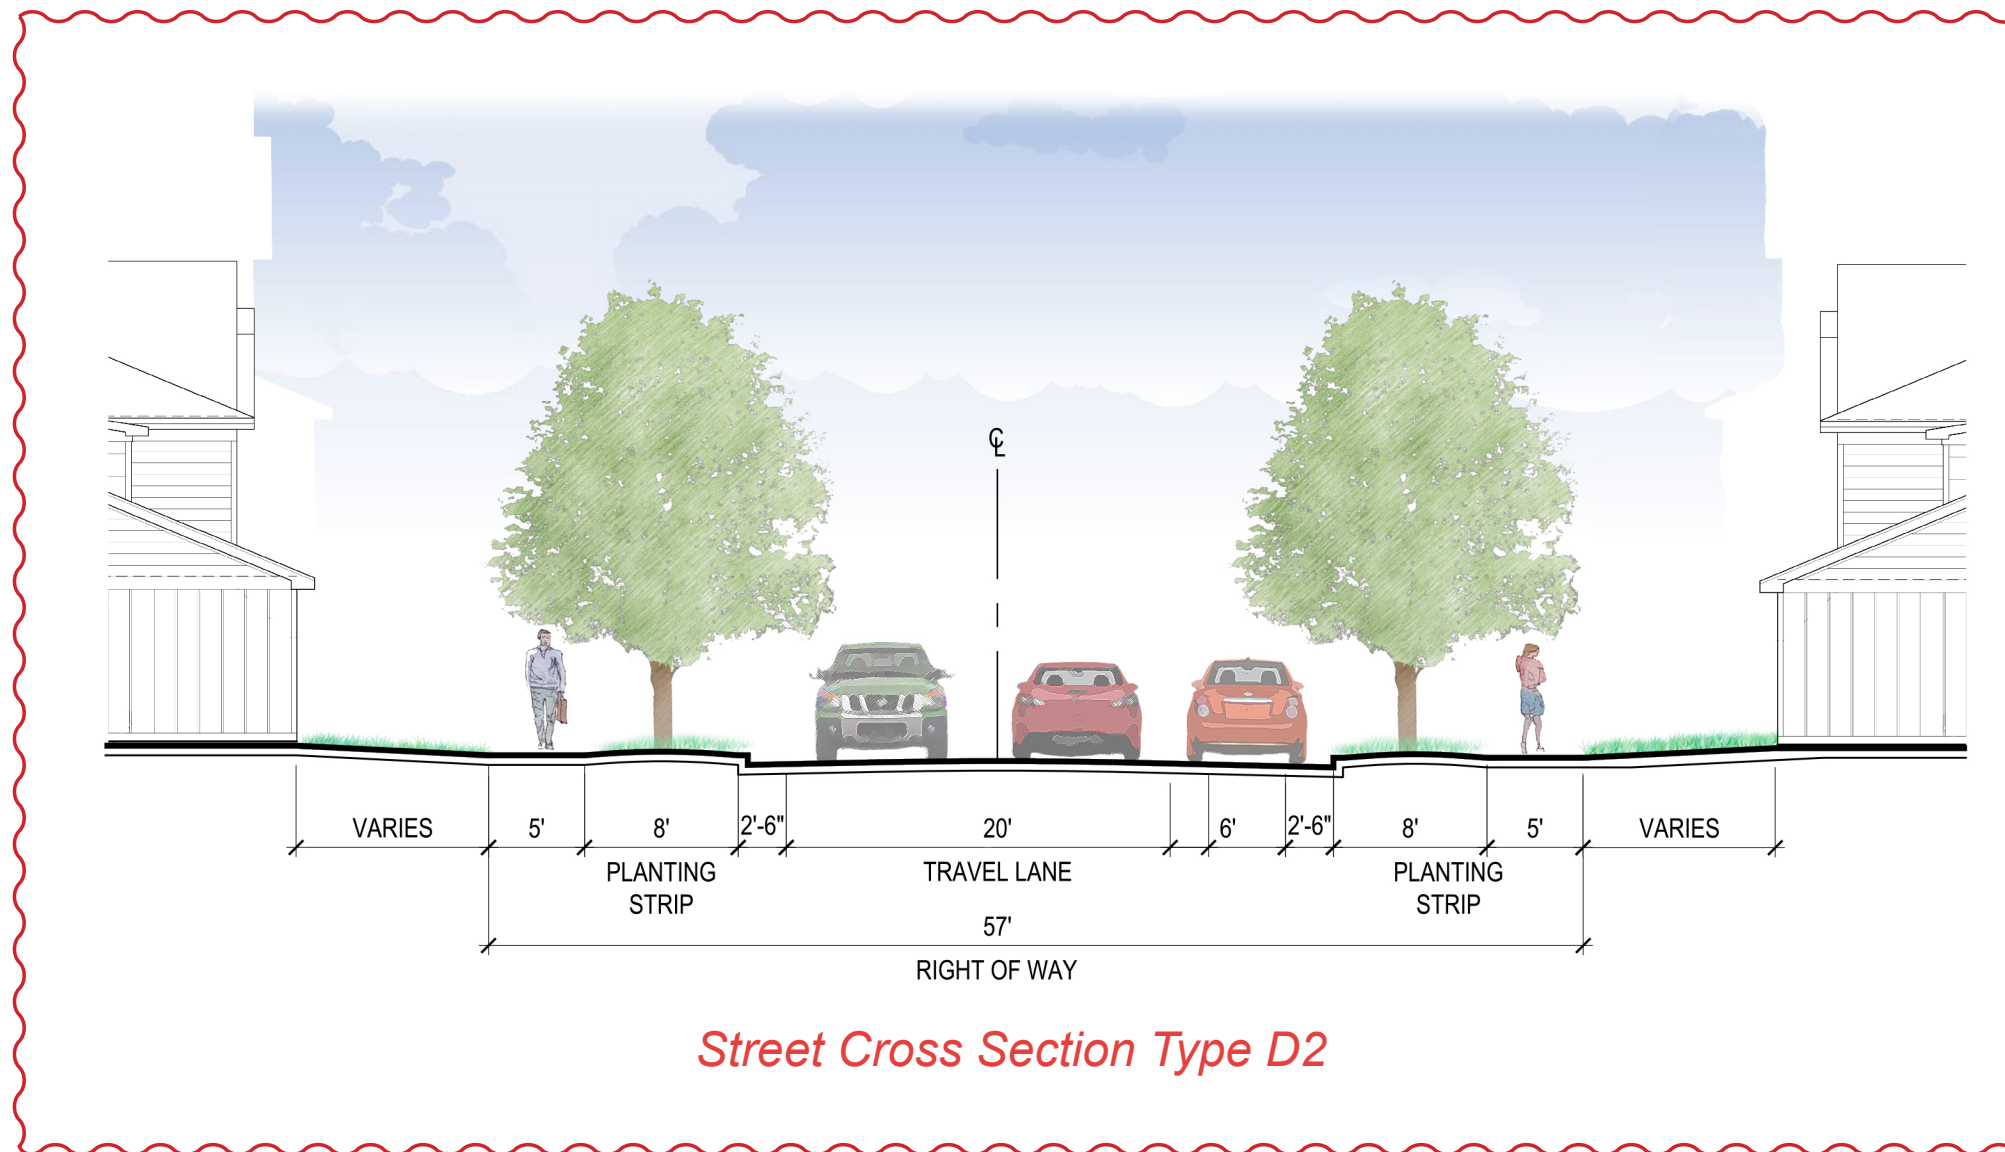 ℄
VARIES 5' 8' 2'-6" 20' 6' 2'-6" 8' 5' VARIES
PLANTING STRIP
TRAVEL LANE
PLANTING STRIP
57'
RIGHT OF WAY
Street Cross Section Type D2